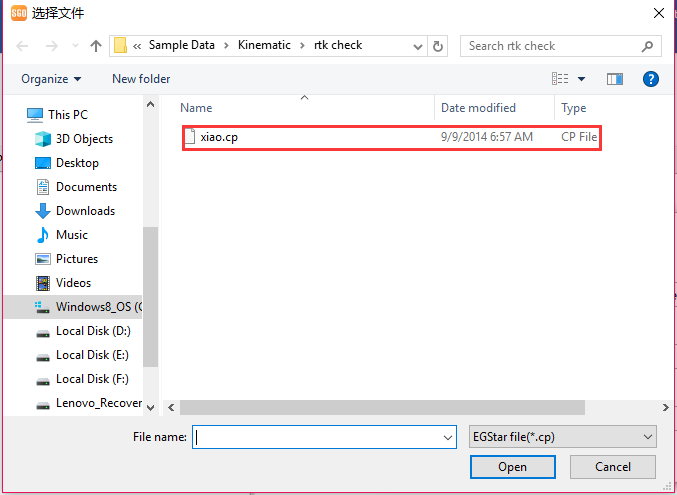 SGO 选择文件
« Sample Data Kinematic rtk check Search rtk check
Organize New folder ?
Name Date modified Type
This PC
3D Objects
Desktop
Documents
Downloads
Music
Pictures
Videos
Windows8_OS (C
Local Disk (D:)
Local Disk (E:)
Local Disk (F:)
Lenovo_Recover
xiao.cp 9/9/2014 6:57 AM CP File
File name: EGStar file(*.cp)
Open Cancel